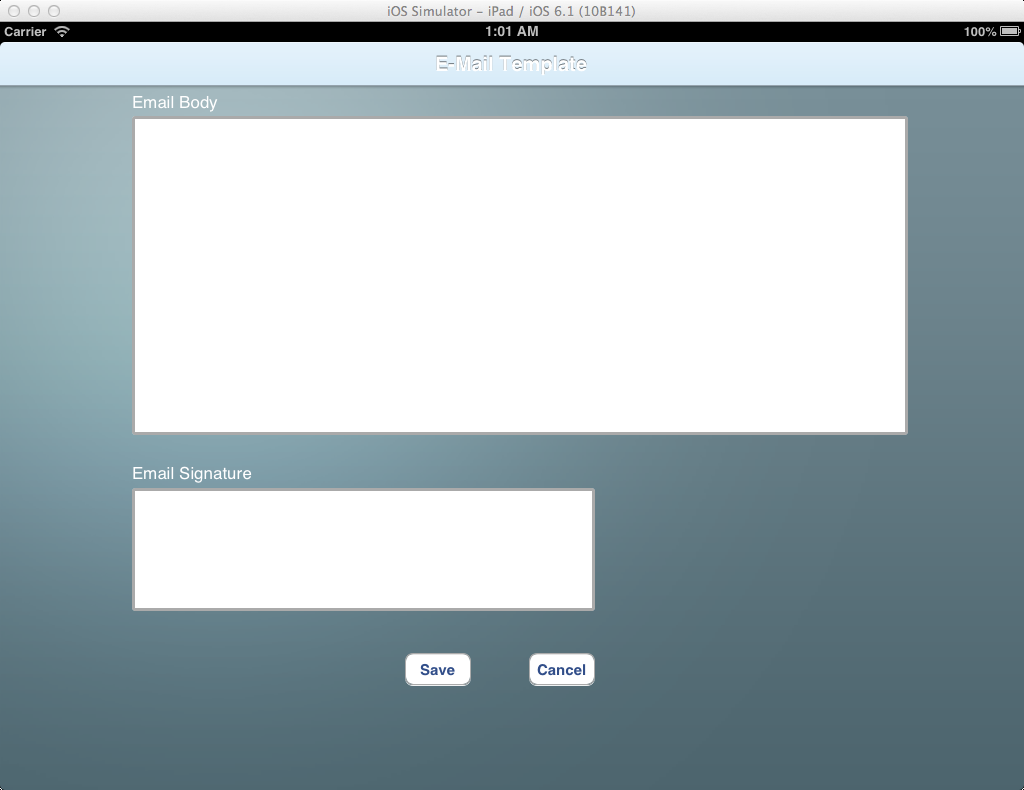 iOS Simulator – iPad / iOS 6.1 (10B141)
Carrier 1:01 AM 100%
E-Mail Template
Email Body
Email Signature
Save Cancel